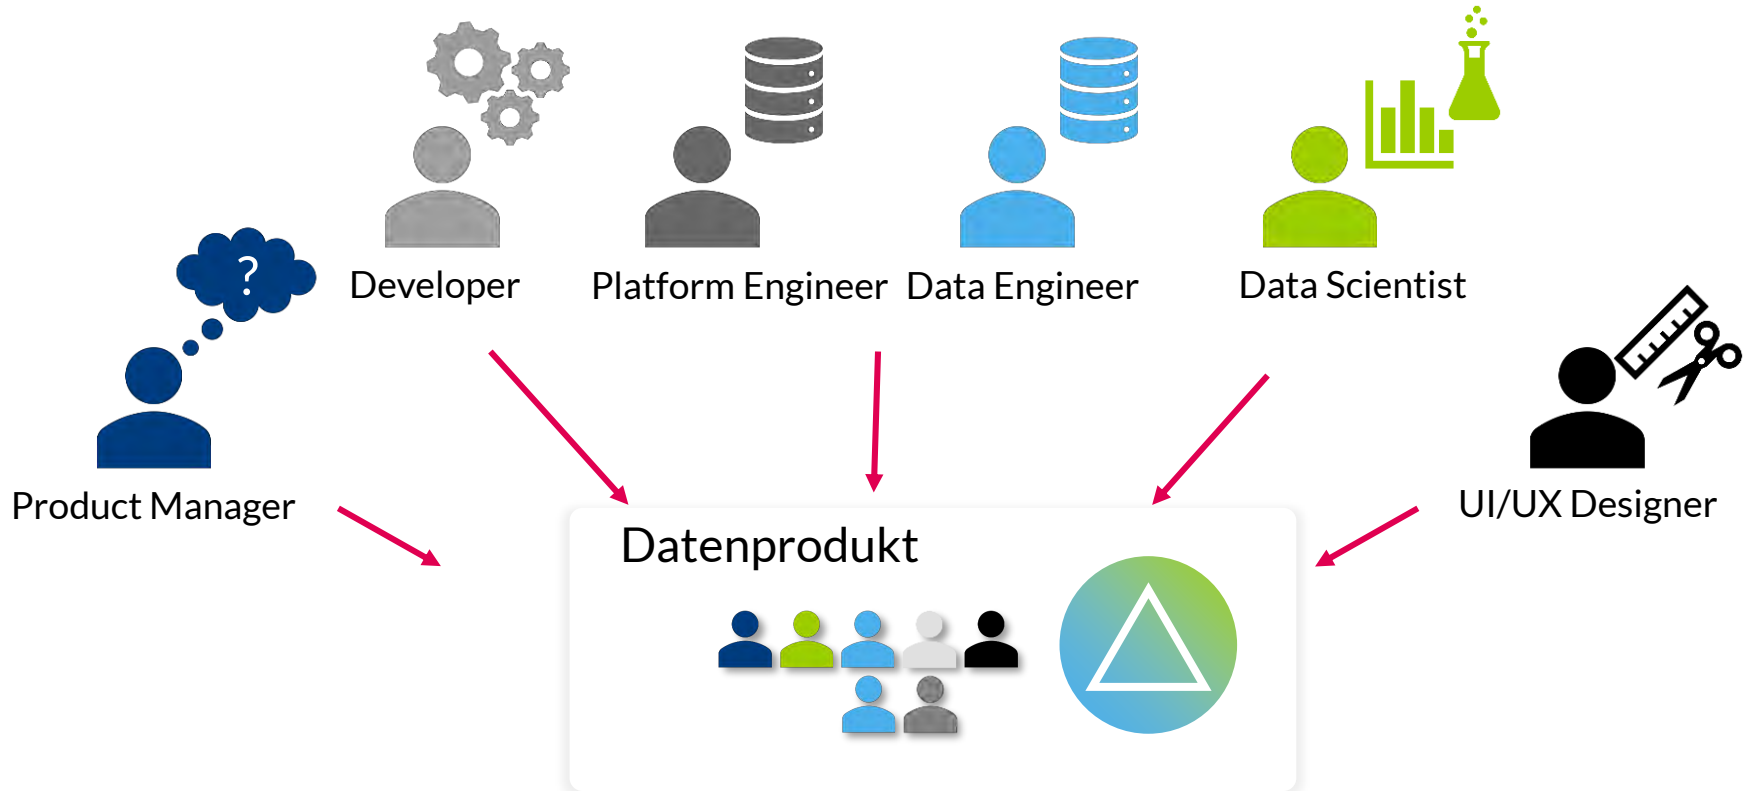 ?
Developer
Platform Engineer
Data Engineer
Data Scientist
Product Manager
UI/UX Designer
Datenprodukt